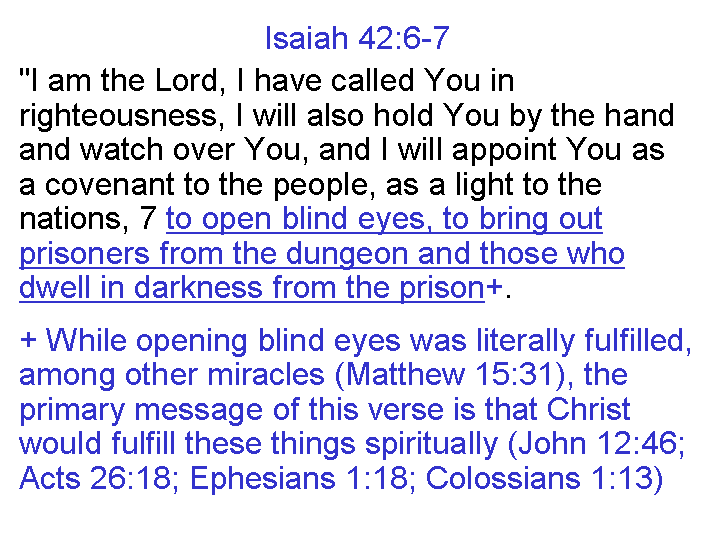 Isaiah 42:6-7
"I am the Lord, I have called You in
righteousness, I will also hold You by the hand
and watch over You, and I will appoint You as
a covenant to the people, as a light to the
nations, 7 to open blind eyes, to bring out
prisoners from the dungeon and those who
dwell in darkness from the prison+.
+ While opening blind eyes was literally fulfilled,
among other miracles (Matthew 15:31), the
primary message of this verse is that Christ
would fulfill these things spiritually (John 12:46;
Acts 26:18; Ephesians 1:18; Colossians 1:13)